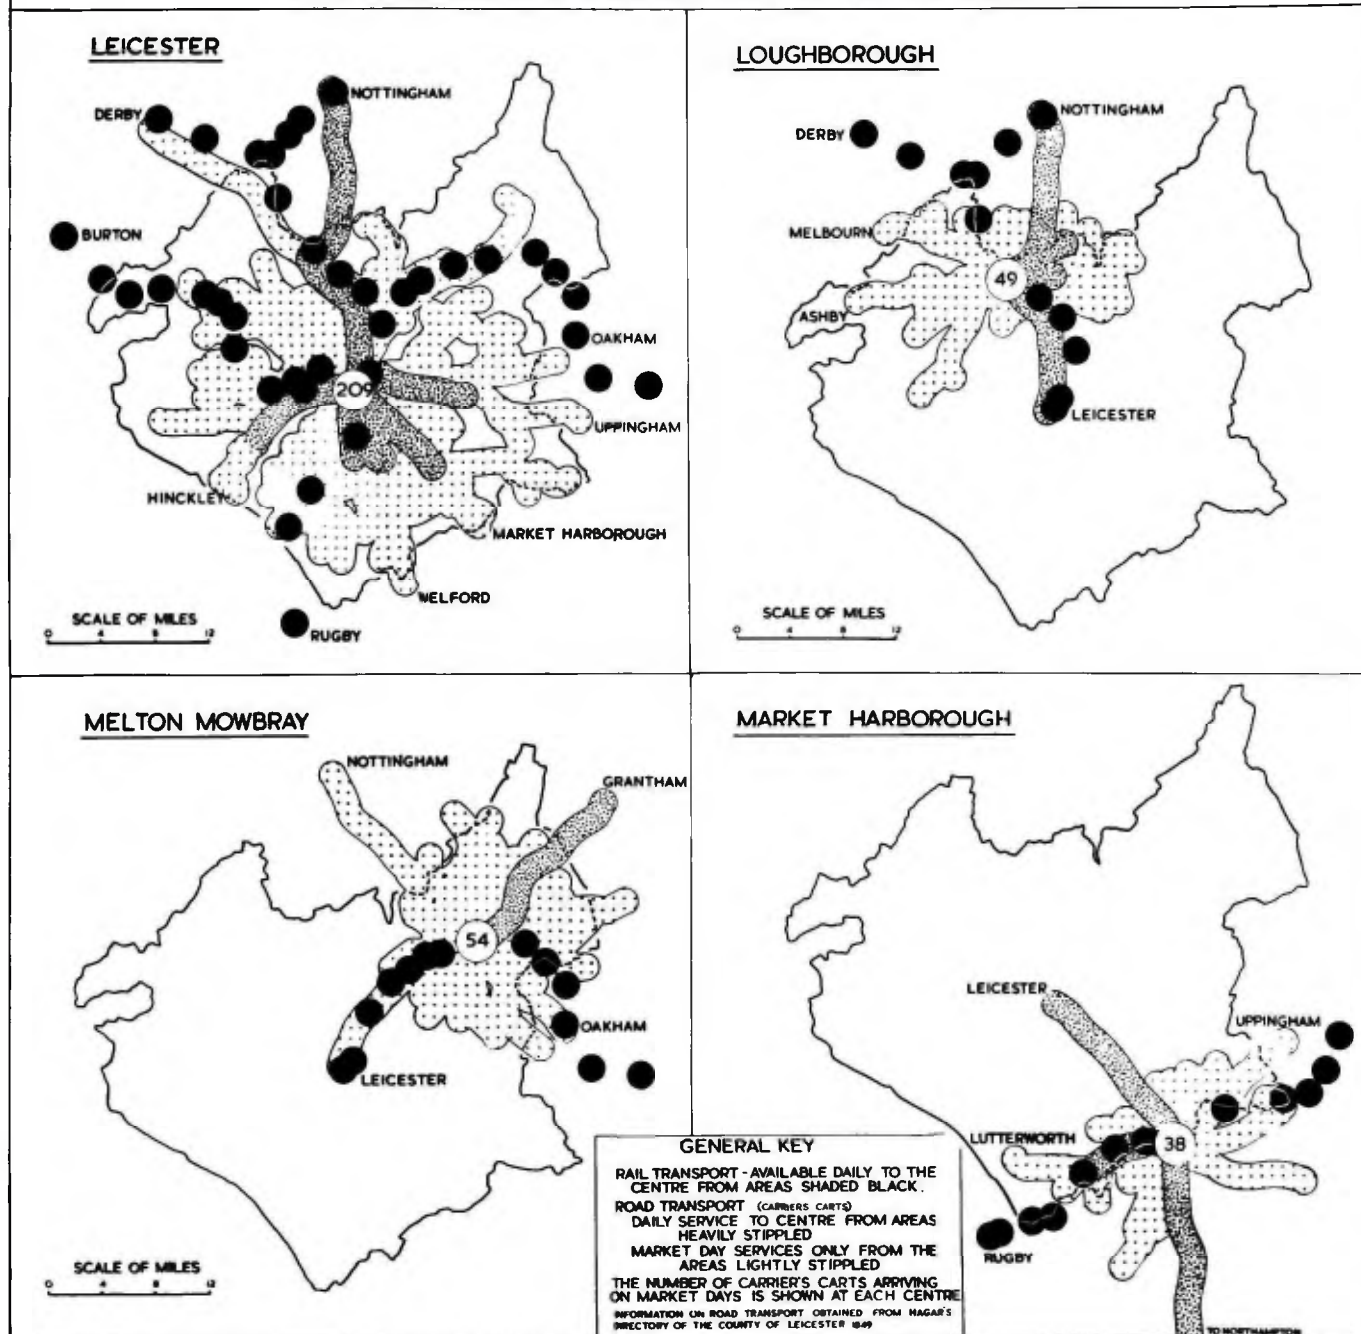 LEICESTER
NOTTINGHAM
DERBY
BURTON
OAKHAM
209
UPPINGHAM
HINCKLEY
MARKET HARBOROUGH
WELFORD
SCALE OF MILES
0 4 8 12
RUGBY
LOUGHBOROUGH
NOTTINGHAM
DERBY
MELBOURN
49
ASHBY
LEICESTER
SCALE OF MILES
0 4 8 12
MELTON MOWBRAY
NOTTINGHAM
GRANTHAM
54
OAKHAM
LEICESTER
SCALE OF MILES
0 4 8 12
MARKET HARBOROUGH
LEICESTER
UPPINGHAM
LUTTERWORTH
38
RUGBY
TO NORTHAMPTON
GENERAL KEY
RAIL TRANSPORT - AVAILABLE DAILY TO THE
CENTRE FROM AREAS SHADED BLACK.
ROAD TRANSPORT (CARRIERS CARTS)
DAILY SERVICE TO CENTRE FROM AREAS
HEAVILY STIPPLED
MARKET DAY SERVICES ONLY FROM THE
AREAS LIGHTLY STIPPLED
THE NUMBER OF CARRIER'S CARTS ARRIVING
ON MARKET DAYS IS SHOWN AT EACH CENTRE
INFORMATION ON ROAD TRANSPORT OBTAINED FROM HAGAR'S
DIRECTORY OF THE COUNTY OF LEICESTER 1849